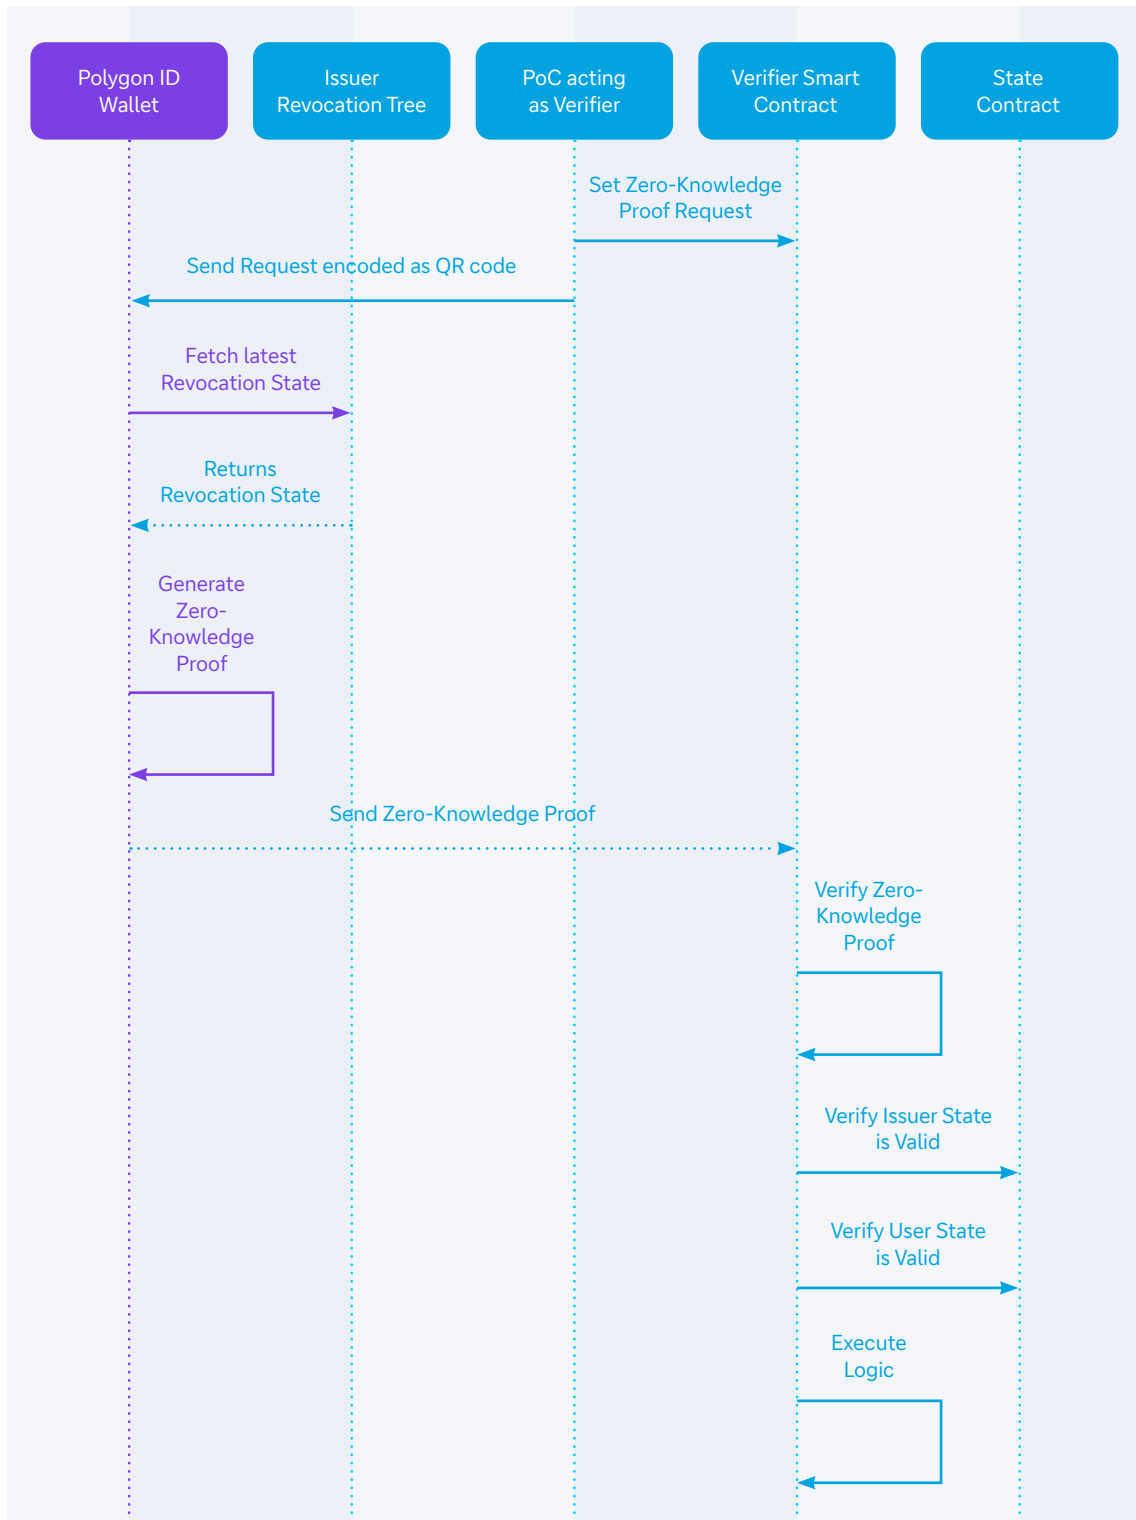 Polygon ID
Wallet
Issuer
Revocation Tree
PoC acting
as Verifier
Verifier Smart
Contract
State
Contract
Set Zero-Knowledge
Proof Request
Send Request encoded as QR code
Fetch latest
Revocation State
Returns
Revocation State
Generate
Zero-
Knowledge
Proof
Send Zero-Knowledge Proof
Verify Zero-
Knowledge
Proof
Verify Issuer State
is Valid
Verify User State
is Valid
Execute
Logic